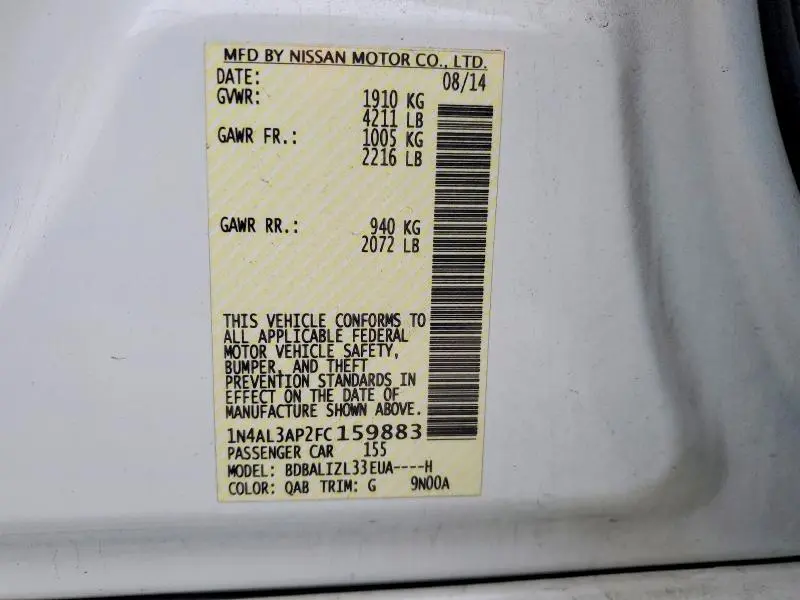 MFD BY NISSAN MOTOR CO., LTD.
DATE: 08/14
GVWR: 1910 KG
4211 LB
GAWR FR.: 1005 KG
2216 LB
GAWR RR.: 940 KG
2072 LB
THIS VEHICLE CONFORMS TO
ALL APPLICABLE FEDERAL
MOTOR VEHICLE SAFETY,
BUMPER, AND THEFT
PREVENTION STANDARDS IN
EFFECT ON THE DATE OF
MANUFACTURE SHOWN ABOVE.
1N4AL3AP2FC159883
PASSENGER CAR 155
MODEL: BDBALIZL33EUA----H
COLOR: QAB TRIM: G 9N00A